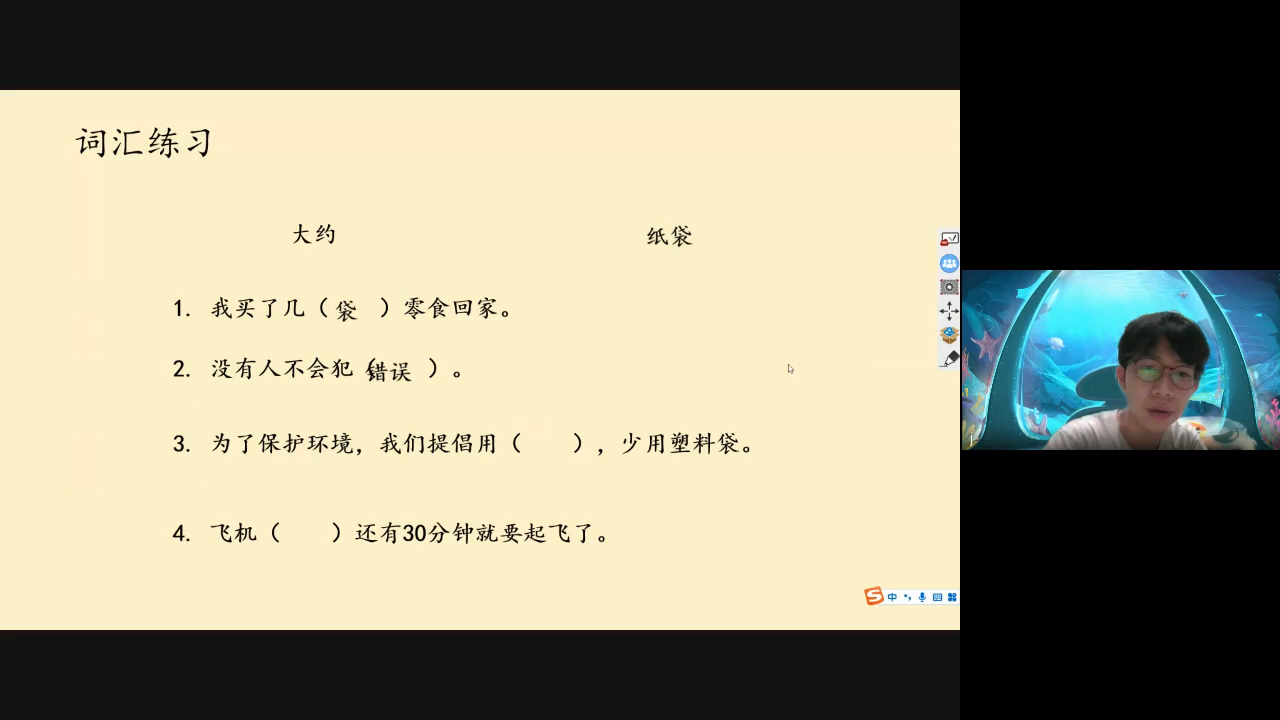 词汇练习
大约 纸袋
1. 我买了几（ 袋 ）零食回家。
2. 没有人不会犯（错误 ）。
3. 为了保护环境，我们提倡用（ ），少用塑料袋。
4. 飞机（ ）还有30分钟就要起飞了。
中